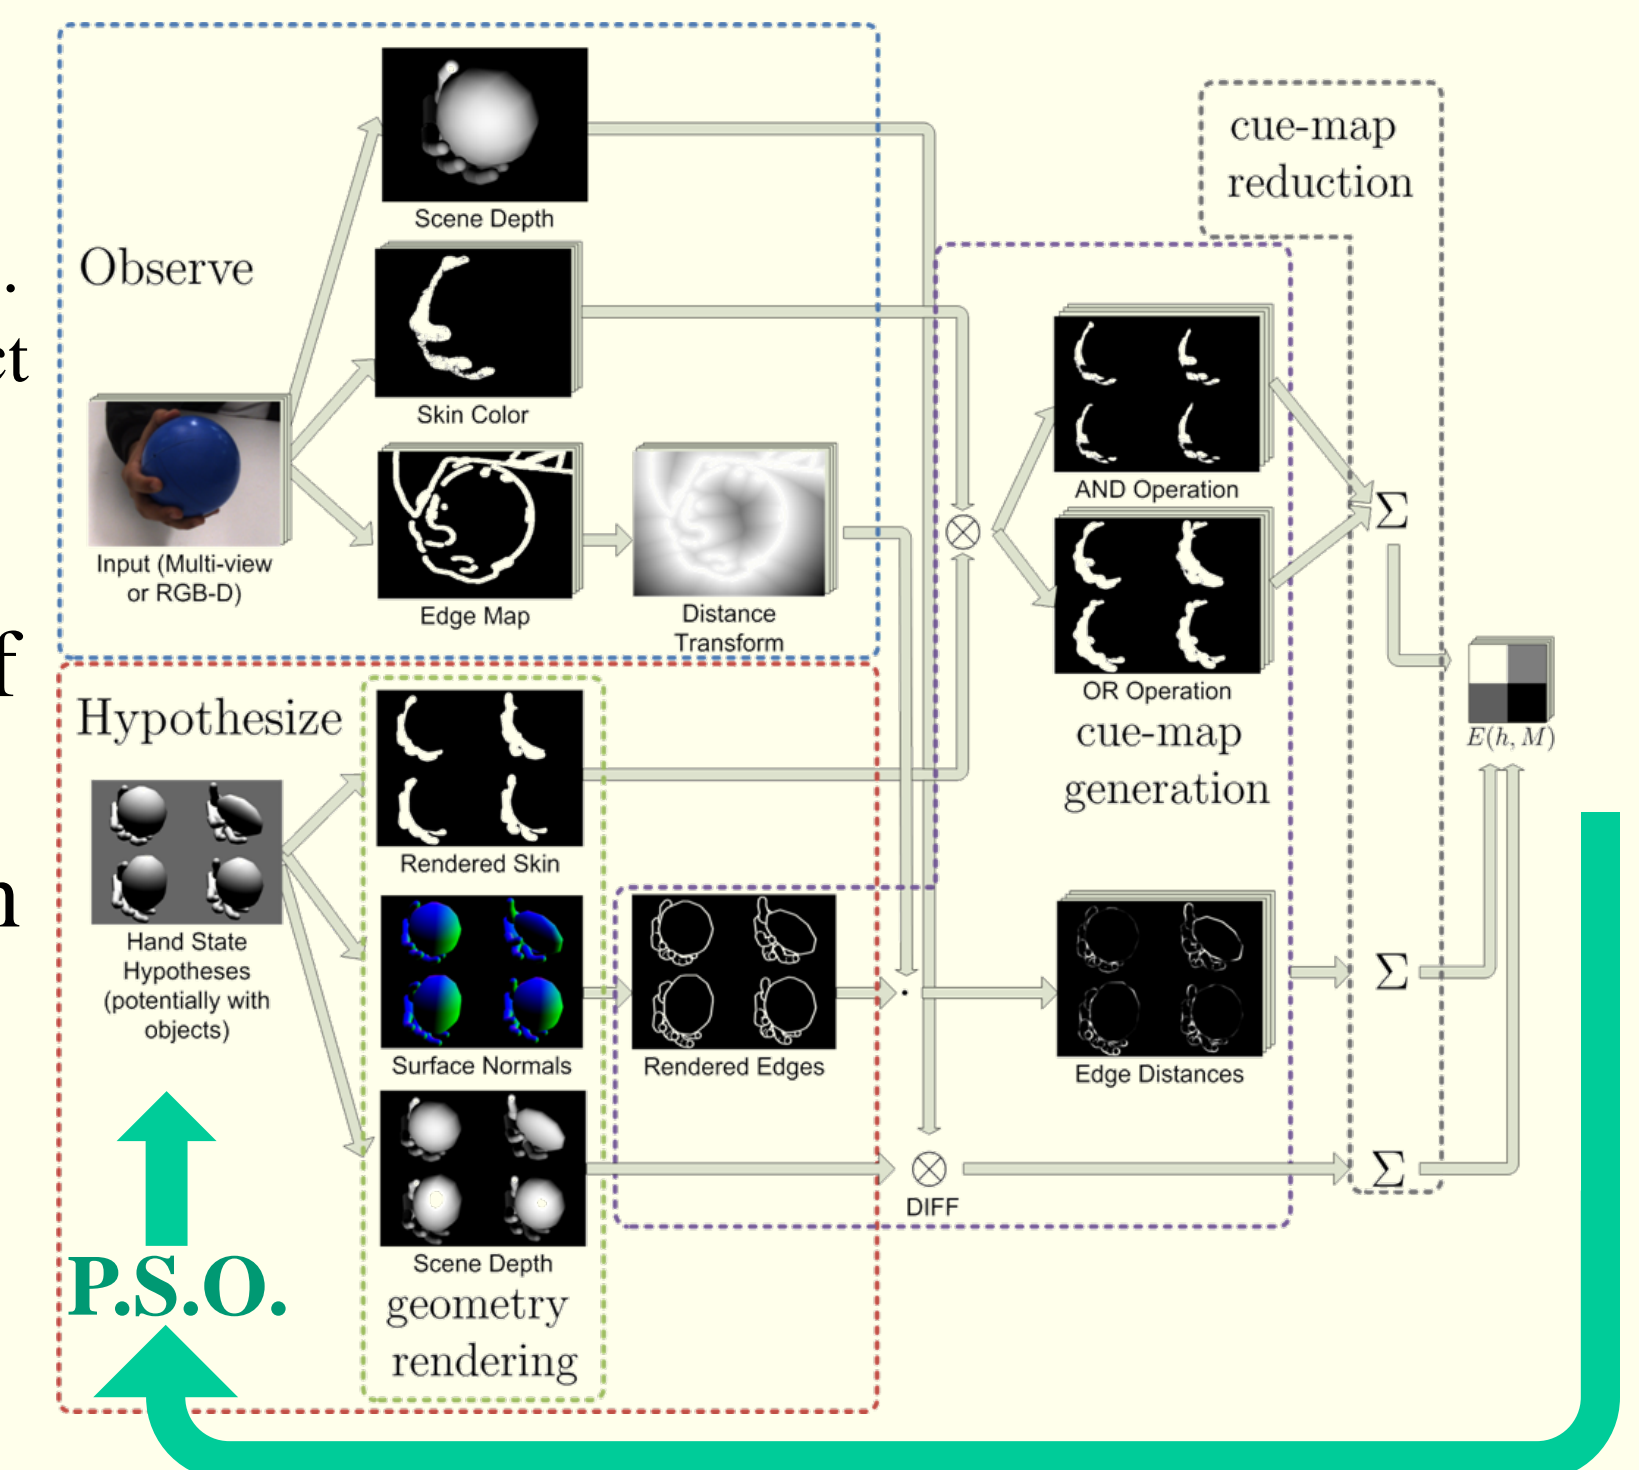 .
ct
f
n
Observe
Scene Depth
Skin Color
Input (Multi-view
or RGB-D)
Edge Map
Distance
Transform
cue-map
reduction
AND Operation
OR Operation
cue-map
generation
Σ
E(h, M)
Hypothesize
Rendered Skin
Hand State
Hypotheses
(potentially with
objects)
Surface Normals
Rendered Edges
Edge Distances
Σ
Scene Depth
DIFF
Σ
geometry
rendering
P.S.O.